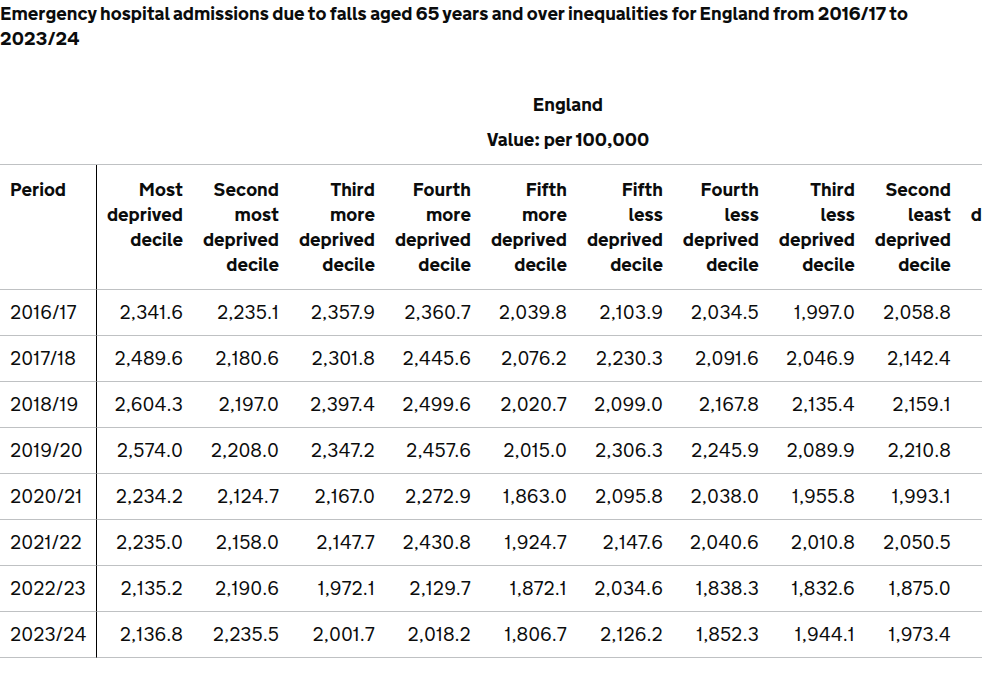 Emergency hospital admissions due to falls aged 65 years and over inequalities for England from 2016/17 to
2023/24
England
Value: per 100,000
Period Most Second Third Fourth Fifth Fifth Fourth Third Second
deprived most more more more less less less least d
decile deprived deprived deprived deprived deprived deprived deprived deprived
decile decile decile decile decile decile decile decile
2016/17 2,341.6 2,235.1 2,357.9 2,360.7 2,039.8 2,103.9 2,034.5 1,997.0 2,058.8
2017/18 2,489.6 2,180.6 2,301.8 2,445.6 2,076.2 2,230.3 2,091.6 2,046.9 2,142.4
2018/19 2,604.3 2,197.0 2,397.4 2,499.6 2,020.7 2,099.0 2,167.8 2,135.4 2,159.1
2019/20 2,574.0 2,208.0 2,347.2 2,457.6 2,015.0 2,306.3 2,245.9 2,089.9 2,210.8
2020/21 2,234.2 2,124.7 2,167.0 2,272.9 1,863.0 2,095.8 2,038.0 1,955.8 1,993.1
2021/22 2,235.0 2,158.0 2,147.7 2,430.8 1,924.7 2,147.6 2,040.6 2,010.8 2,050.5
2022/23 2,135.2 2,190.6 1,972.1 2,129.7 1,872.1 2,034.6 1,838.3 1,832.6 1,875.0
2023/24 2,136.8 2,235.5 2,001.7 2,018.2 1,806.7 2,126.2 1,852.3 1,944.1 1,973.4